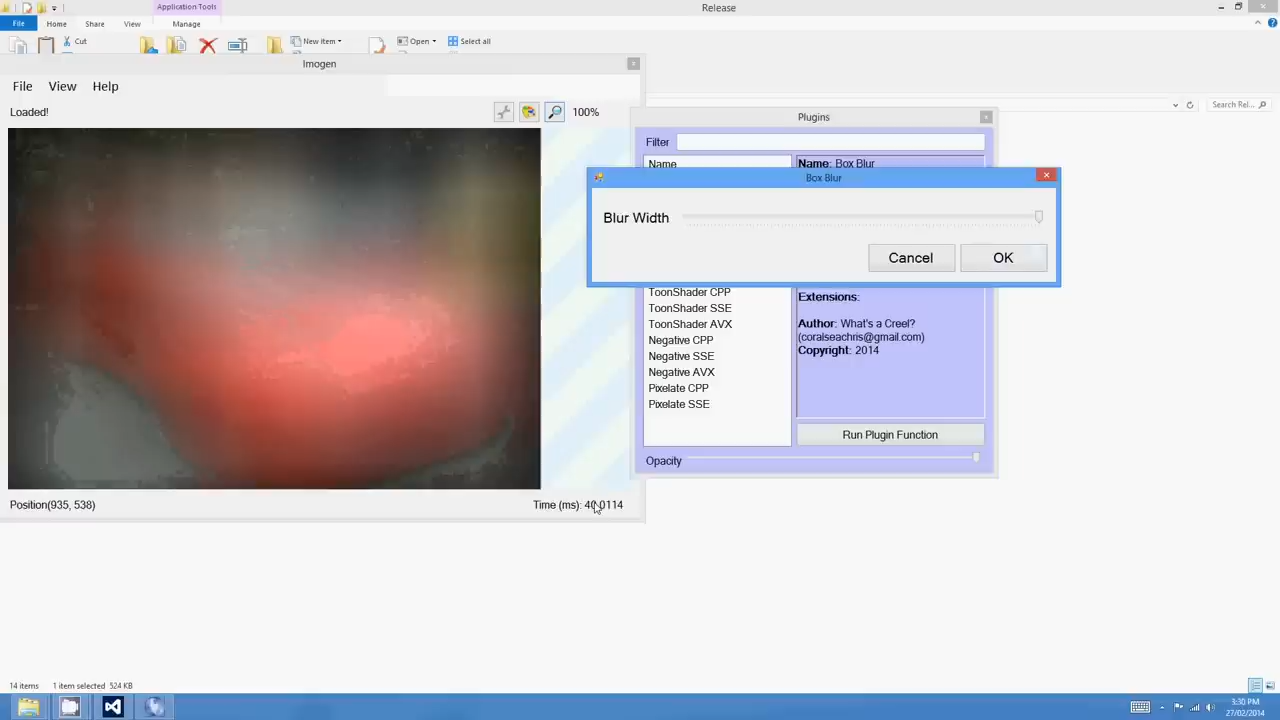 Application Tools
Release
File
Home
Share
View
Manage
Cut
New Item
Open
Select all
Imogen
File
View
Help
Loaded!
100%
Search Rel...
Plugins
Filter
Name
Name: Box Blur
Box Blur
Blur Width
Cancel
OK
ToonShader CPP
ToonShader SSE
ToonShader AVX
Negative CPP
Negative SSE
Negative AVX
Pixelate CPP
Pixelate SSE
Extensions:
Author: What's a Creel?
(coralseachris@gmail.com)
Copyright: 2014
Run Plugin Function
Opacity
Position(935, 538)
Time (ms): 40.0114
14 items
1 item selected 524 KB
3:30 PM
27/02/2014